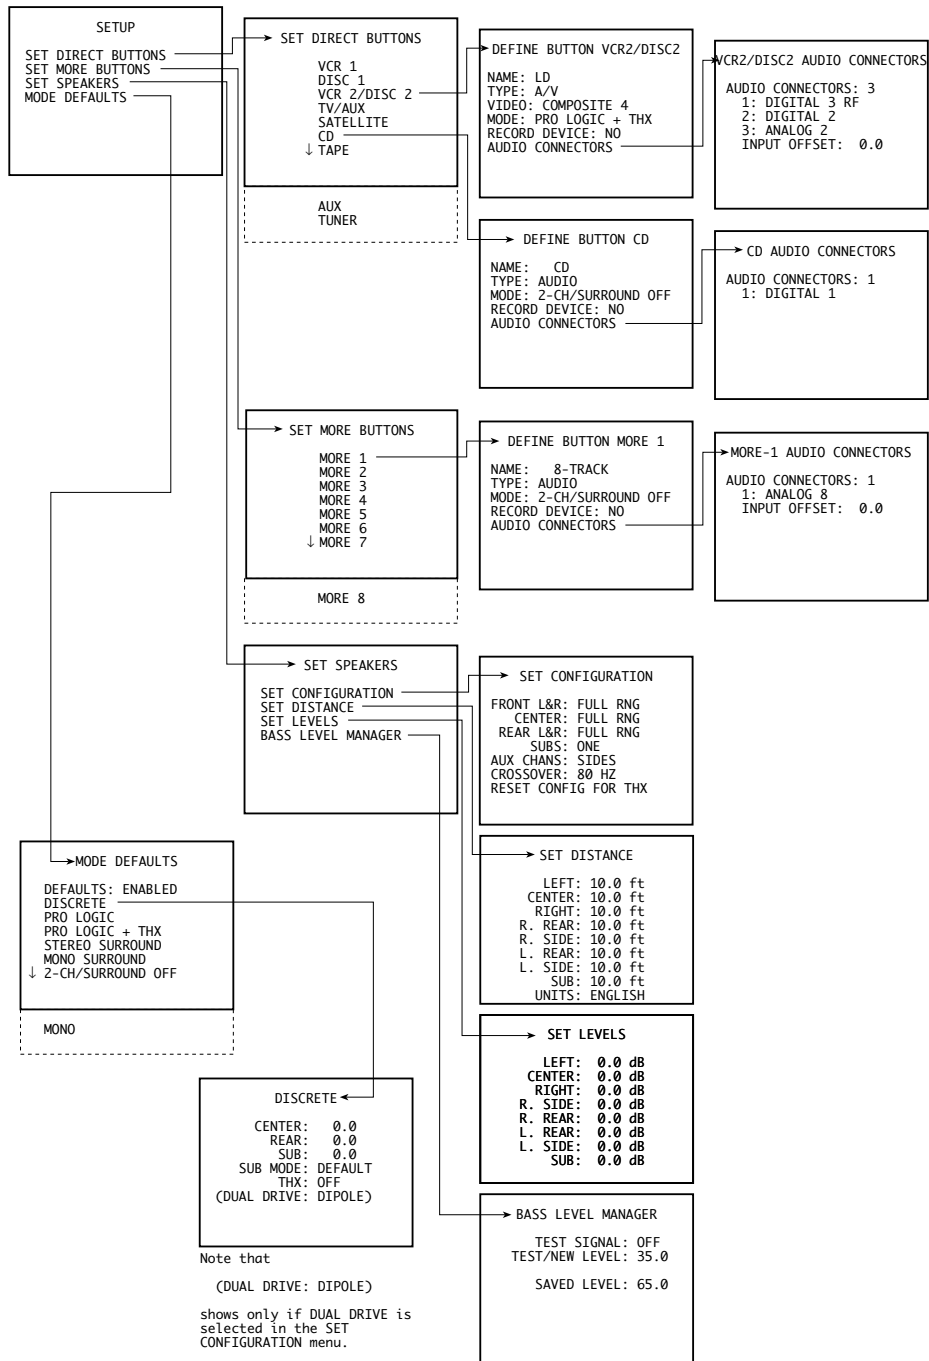 SETUP
SET DIRECT BUTTONS
SET MORE BUTTONS
SET SPEAKERS
MODE DEFAULTS
SET DIRECT BUTTONS
VCR 1
DISC 1
VCR 2/DISC 2
TV/AUX
SATELLITE
CD
↓ TAPE
AUX
TUNER
DEFINE BUTTON VCR2/DISC2
NAME: LD
TYPE: A/V
VIDEO: COMPOSITE 4
MODE: PRO LOGIC + THX
RECORD DEVICE: NO
AUDIO CONNECTORS
VCR2/DISC2 AUDIO CONNECTORS
AUDIO CONNECTORS: 3
1: DIGITAL 3 RF
2: DIGITAL 2
3: ANALOG 2
INPUT OFFSET: 0.0
DEFINE BUTTON CD
NAME: CD
TYPE: AUDIO
MODE: 2-CH/SURROUND OFF
RECORD DEVICE: NO
AUDIO CONNECTORS
CD AUDIO CONNECTORS
AUDIO CONNECTORS: 1
1: DIGITAL 1
SET MORE BUTTONS
MORE 1
MORE 2
MORE 3
MORE 4
MORE 5
MORE 6
↓ MORE 7
MORE 8
DEFINE BUTTON MORE 1
NAME: 8-TRACK
TYPE: AUDIO
MODE: 2-CH/SURROUND OFF
RECORD DEVICE: NO
AUDIO CONNECTORS
MORE-1 AUDIO CONNECTORS
AUDIO CONNECTORS: 1
1: ANALOG 8
INPUT OFFSET: 0.0
SET SPEAKERS
SET CONFIGURATION
SET DISTANCE
SET LEVELS
BASS LEVEL MANAGER
SET CONFIGURATION
FRONT L&R: FULL RNG
CENTER: FULL RNG
REAR L&R: FULL RNG
SUBS: ONE
AUX CHANS: SIDES
CROSSOVER: 80 HZ
RESET CONFIG FOR THX
SET DISTANCE
LEFT: 10.0 ft
CENTER: 10.0 ft
RIGHT: 10.0 ft
R. REAR: 10.0 ft
R. SIDE: 10.0 ft
L. REAR: 10.0 ft
L. SIDE: 10.0 ft
SUB: 10.0 ft
UNITS: ENGLISH
SET LEVELS
LEFT: 0.0 dB
CENTER: 0.0 dB
RIGHT: 0.0 dB
R. SIDE: 0.0 dB
R. REAR: 0.0 dB
L. REAR: 0.0 dB
L. SIDE: 0.0 dB
SUB: 0.0 dB
BASS LEVEL MANAGER
TEST SIGNAL: OFF
TEST/NEW LEVEL: 35.0
SAVED LEVEL: 65.0
MODE DEFAULTS
DEFAULTS: ENABLED
DISCRETE
PRO LOGIC
PRO LOGIC + THX
STEREO SURROUND
MONO SURROUND
↓ 2-CH/SURROUND OFF
MONO
DISCRETE
CENTER: 0.0
REAR: 0.0
SUB: 0.0
SUB MODE: DEFAULT
THX: OFF
(DUAL DRIVE: DIPOLE)
Note that
(DUAL DRIVE: DIPOLE)
shows only if DUAL DRIVE is
selected in the SET
CONFIGURATION menu.